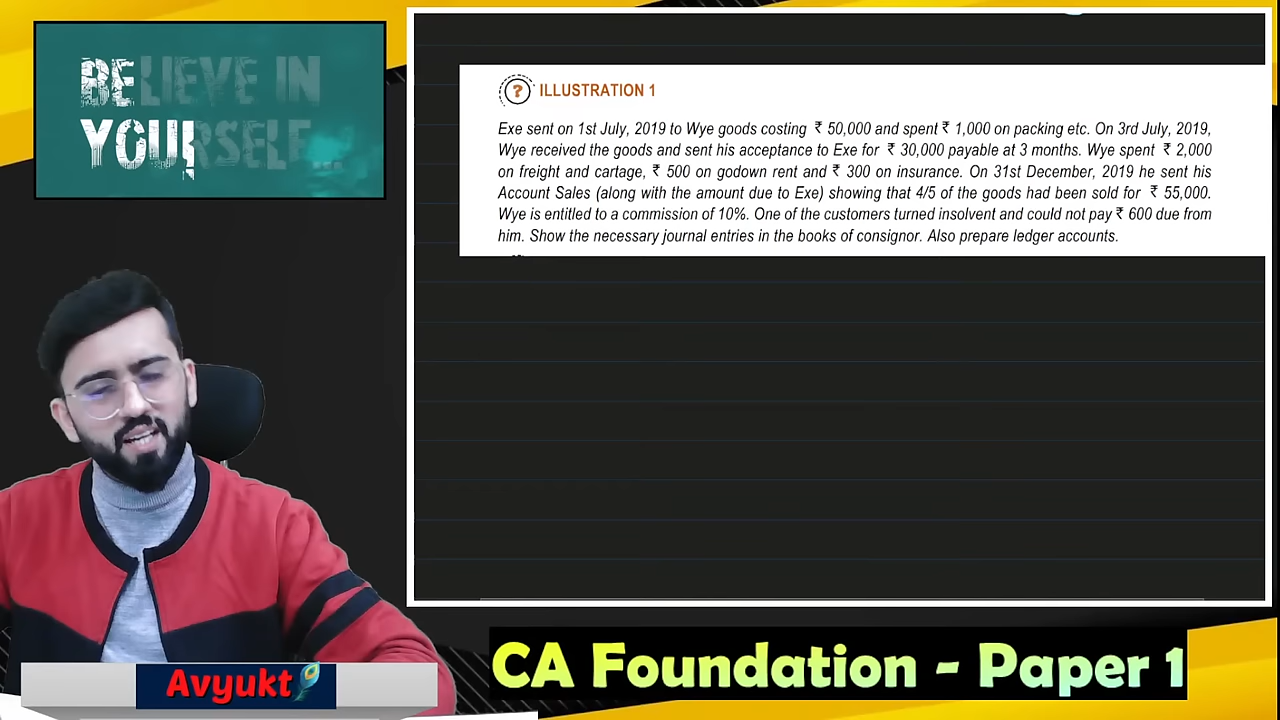 BELIEVE IN
YOURSELF...
? ILLUSTRATION 1
Exe sent on 1st July, 2019 to Wye goods costing ₹ 50,000 and spent ₹ 1,000 on packing etc. On 3rd July, 2019,
Wye received the goods and sent his acceptance to Exe for ₹ 30,000 payable at 3 months. Wye spent ₹ 2,000
on freight and cartage, ₹ 500 on godown rent and ₹ 300 on insurance. On 31st December, 2019 he sent his
Account Sales (along with the amount due to Exe) showing that 4/5 of the goods had been sold for ₹ 55,000.
Wye is entitled to a commission of 10%. One of the customers turned insolvent and could not pay ₹ 600 due from
him. Show the necessary journal entries in the books of consignor. Also prepare ledger accounts.
Avyukt
CA Foundation - Paper 1